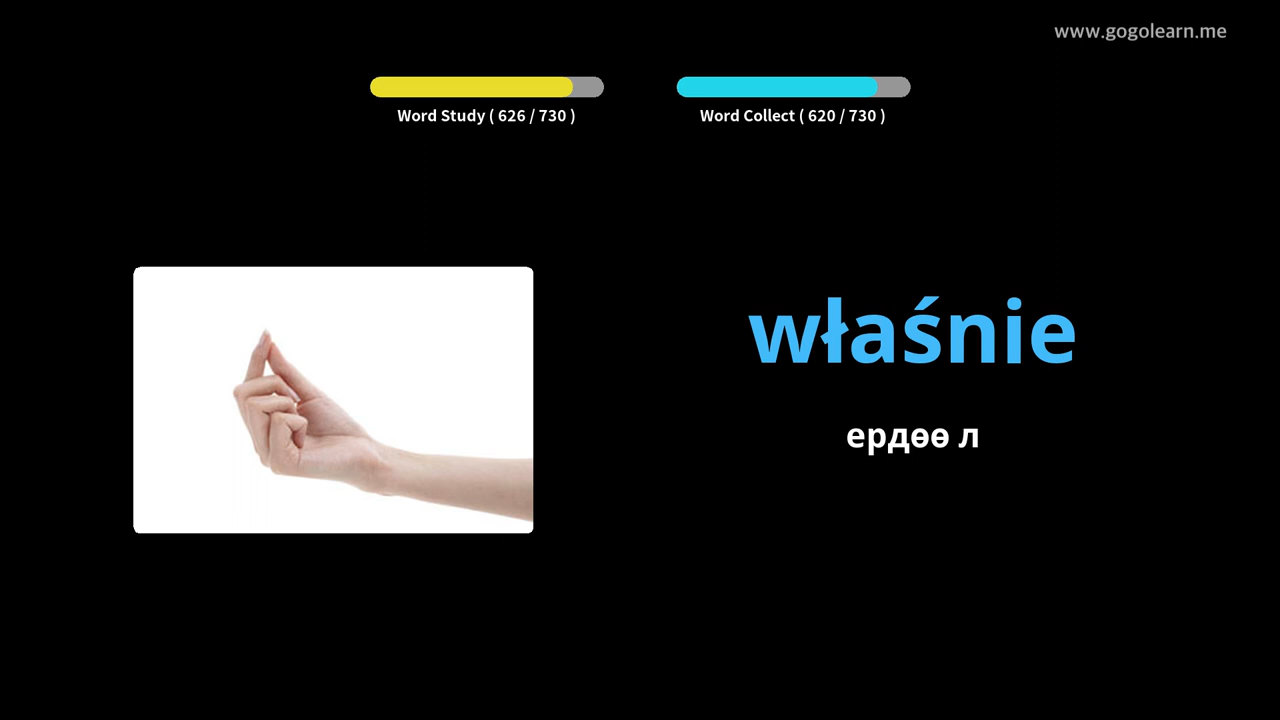 www.gogolearn.me
Word Study ( 626 / 730 )
Word Collect ( 620 / 730 )
właśnie
ердөө л